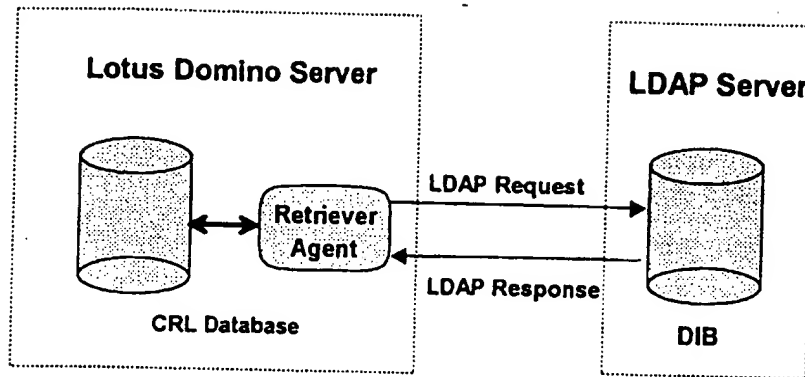 Lotus Domino Server
LDAP Server
LDAP Request
Retriever
Agent
LDAP Response
CRL Database
DIB